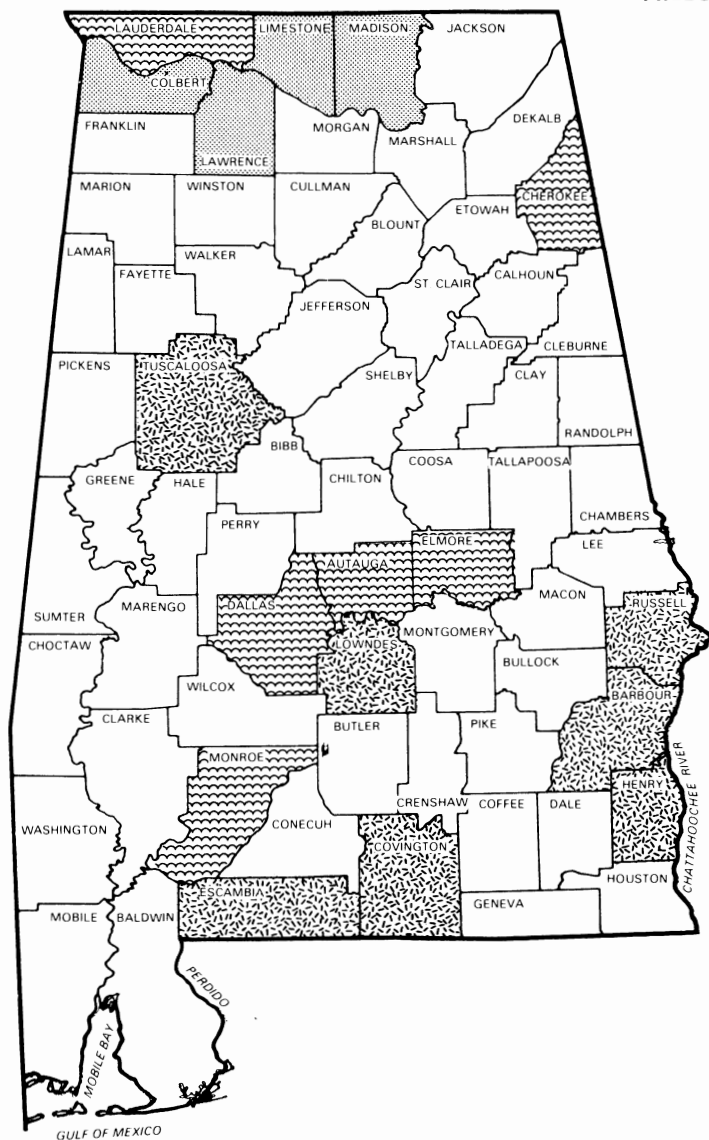 LAUDERDALE
LIMESTONE
MADISON
JACKSON
COLBERT
FRANKLIN
LAWRENCE
MORGAN
MARSHALL
DEKALB
MARION
WINSTON
CULLMAN
BLOUNT
ETOWAH
CHEROKEE
LAMAR
FAYETTE
WALKER
JEFFERSON
ST. CLAIR
CALHOUN
PICKENS
TUSCALOOSA
SHELBY
TALLADEGA
CLEBURNE
CLAY
RANDOLPH
GREENE
HALE
BIBB
CHILTON
COOSA
TALLAPOOSA
CHAMBERS
PERRY
AUTAUGA
ELMORE
LEE
SUMTER
MARENGO
DALLAS
LOWNDES
MONTGOMERY
MACON
RUSSELL
CHOCTAW
WILCOX
BULLOCK
BARBOUR
CLARKE
BUTLER
PIKE
MONROE
CRENSHAW
COFFEE
DALE
HENRY
WASHINGTON
CONECUH
COVINGTON
CHATTAHOOCHEE RIVER
HOUSTON
ESCAMBIA
GENEVA
MOBILE
BALDWIN
PERDIDO
MOBILE BAY
GULF OF MEXICO